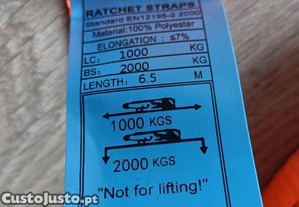 RATCHET STRAPS
Standard EN12195-2 2000
Material:100% Polyester
ELONGATION : ≤7%
LC: 1000 KG
BS: 2000 KG
LENGTH: 6.5 M
1000 KGS
2000 KGS
"Not for lifting!"
CustoJusto.pt